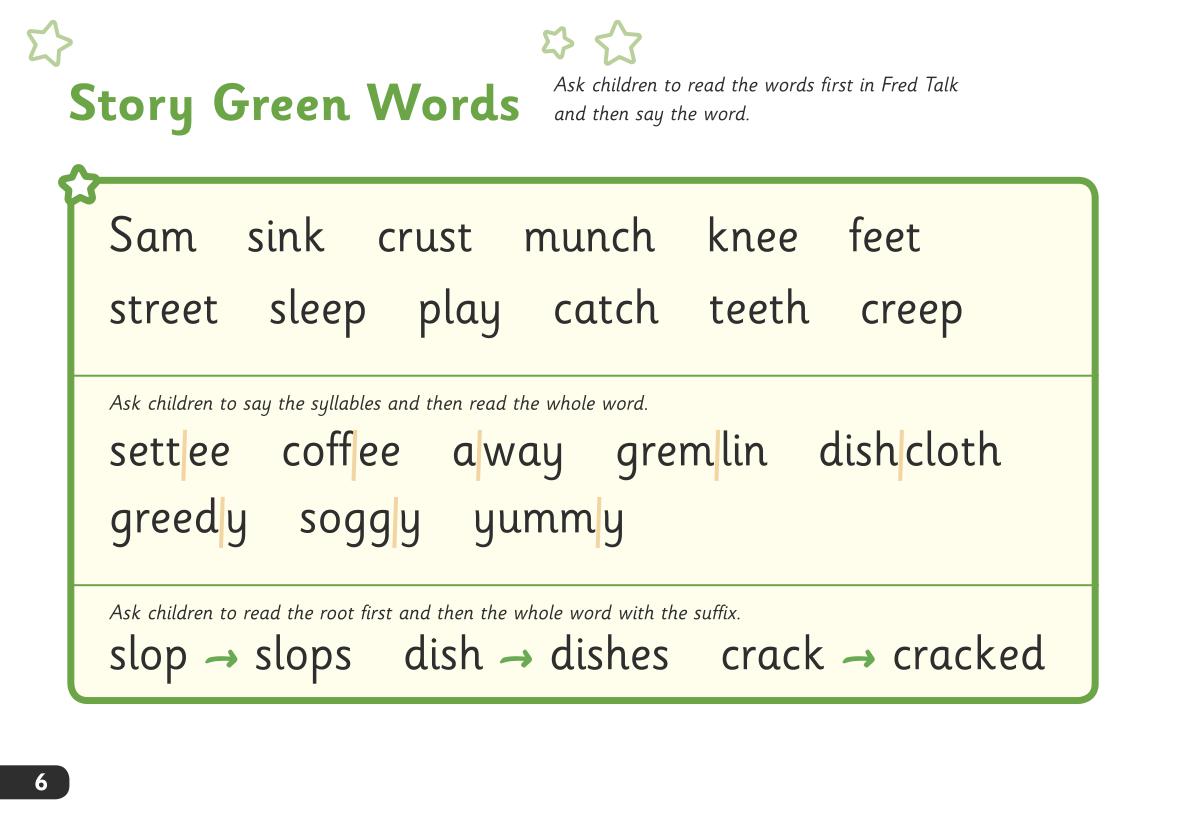 Story Green Words
Ask children to read the words first in Fred Talk
and then say the word.
Sam sink crust munch knee feet
street sleep play catch teeth creep
Ask children to say the syllables and then read the whole word.
sett|ee coff|ee a|way grem|lin dish|cloth
greed|y sogg|y yumm|y
Ask children to read the root first and then the whole word with the suffix.
slop → slops dish → dishes crack → cracked
6